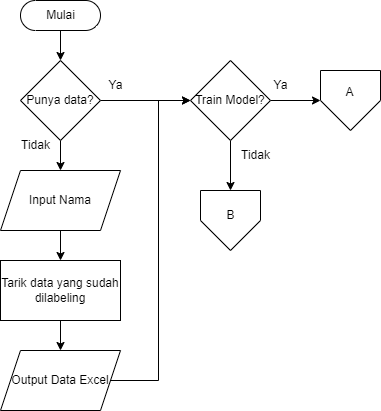 Mulai
Punya data?
Ya
Train Model?
Ya
A
Tidak
Tidak
B
Input Nama
Tarik data yang sudah
dilabeling
Output Data Excel